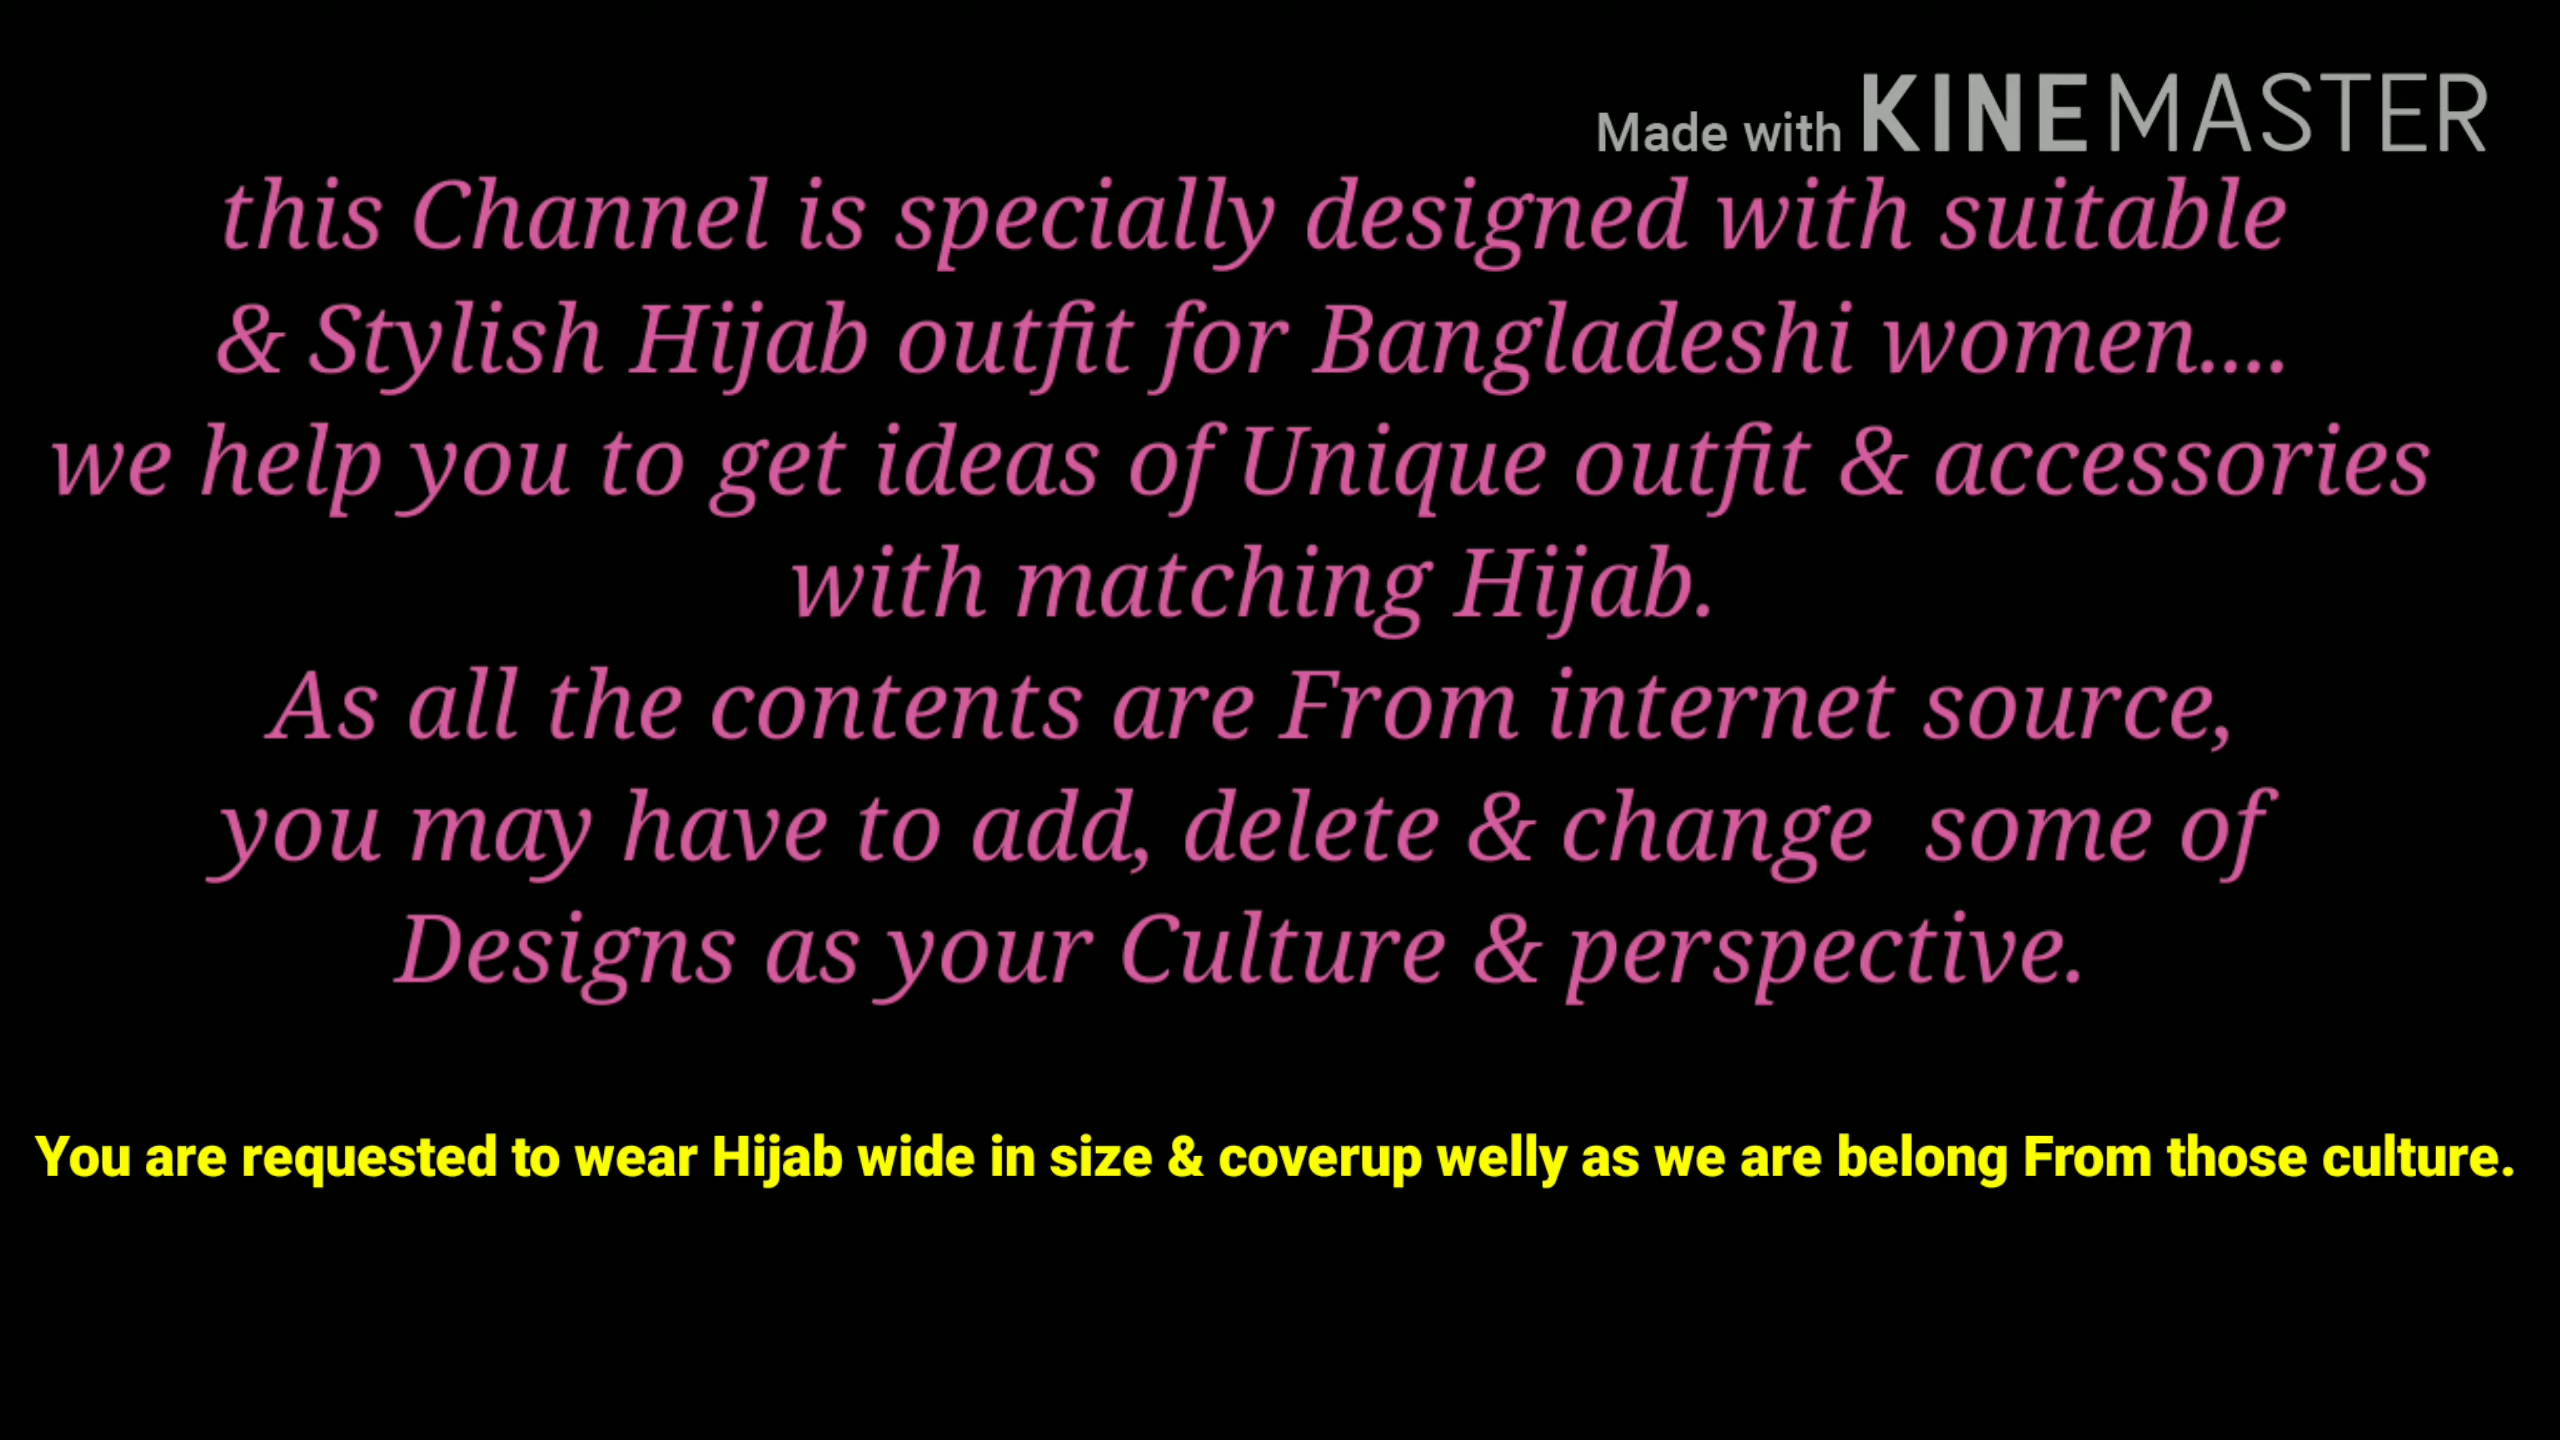 Made with KINEMASTER
this Channel is specially designed with suitable
& Stylish Hijab outfit for Bangladeshi women....
we help you to get ideas of Unique outfit & accessories
with matching Hijab.
As all the contents are From internet source,
you may have to add, delete & change  some of
Designs as your Culture & perspective.
You are requested to wear Hijab wide in size & coverup welly as we are belong From those culture.